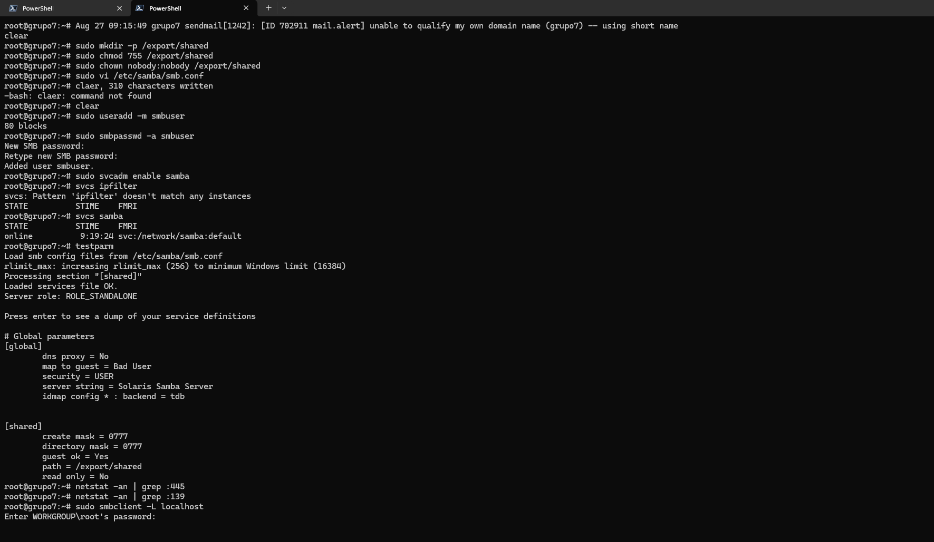 PowerShell
PowerShell
root@grupo7:~# Aug 27 09:15:49 grupo7 sendmail[1242]: [ID 702911 mail.alert] unable to qualify my own domain name (grupo7) -- using short name
clear
root@grupo7:~# sudo mkdir -p /export/shared
root@grupo7:~# sudo chmod 755 /export/shared
root@grupo7:~# sudo chown nobody:nobody /export/shared
root@grupo7:~# sudo vi /etc/samba/smb.conf
root@grupo7:~# claer, 310 characters written
-bash: claer: command not found
root@grupo7:~# clear
root@grupo7:~# sudo useradd -m smbuser
80 blocks
root@grupo7:~# sudo smbpasswd -a smbuser
New SMB password:
Retype new SMB password:
Added user smbuser.
root@grupo7:~# sudo svcadm enable samba
root@grupo7:~# svcs ipfilter
svcs: Pattern 'ipfilter' doesn't match any instances
STATE          STIME    FMRI
root@grupo7:~# svcs samba
STATE          STIME    FMRI
online          9:19:24 svc:/network/samba:default
root@grupo7:~# testparm
Load smb config files from /etc/samba/smb.conf
rlimit_max: increasing rlimit_max (256) to minimum Windows limit (16384)
Processing section "[shared]"
Loaded services file OK.
Server role: ROLE_STANDALONE
Press enter to see a dump of your service definitions
# Global parameters
[global]
        dns proxy = No
        map to guest = Bad User
        security = USER
        server string = Solaris Samba Server
        idmap config * : backend = tdb
[shared]
        create mask = 0777
        directory mask = 0777
        guest ok = Yes
        path = /export/shared
        read only = No
root@grupo7:~# netstat -an | grep :445
root@grupo7:~# netstat -an | grep :139
root@grupo7:~# sudo smbclient -L localhost
Enter WORKGROUP\root's password: